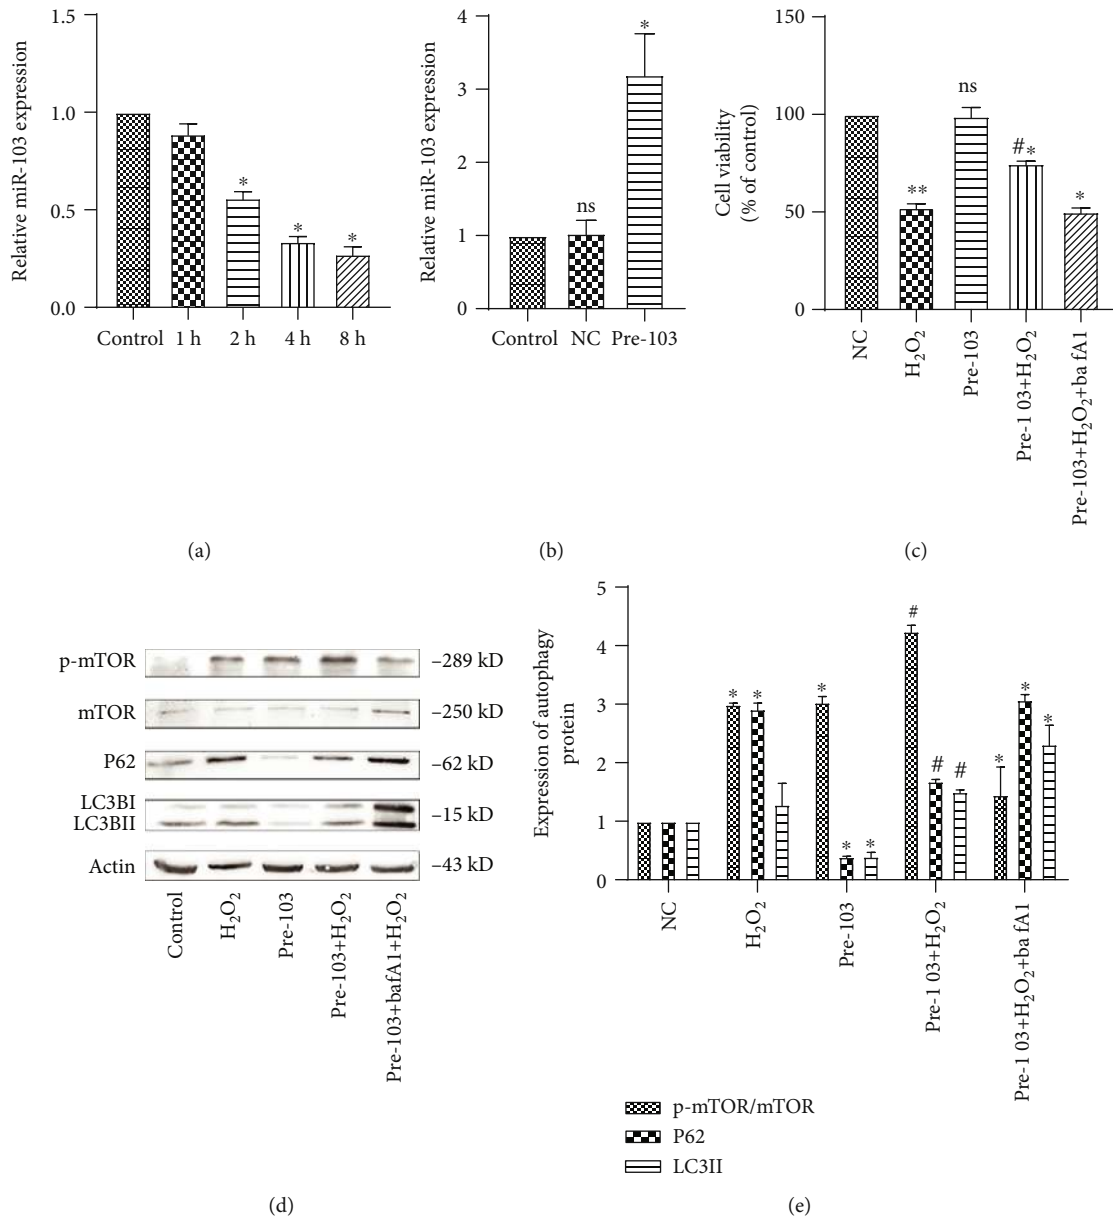 Relative miR-103 expression
1.5
1.0
0.5
0.0
*
*
*
Control 1 h 2 h 4 h 8 h
(a)
Relative miR-103 expression
4
3
2
1
0
ns
*
Control NC Pre-103
(b)
Cell viability
(% of control)
150
100
50
0
**
ns
#*
*
NC
H₂O₂
Pre-103
Pre-1 03+H₂O₂
Pre-103+H₂O₂+ba fA1
(c)
p-mTOR –289 kD
mTOR –250 kD
P62 –62 kD
LC3BI
LC3BII –15 kD
Actin –43 kD
Control
H₂O₂
Pre-103
Pre-103+H₂O₂
Pre-103+bafA1+H₂O₂
(d)
Expression of autophagy
protein
5
4
3
2
1
0
* *
* * *
# # #
* * *
NC
H₂O₂
Pre-103
Pre-1 03+H₂O₂
Pre-1 03+H₂O₂+ba fA1
p-mTOR/mTOR
P62
LC3II
(e)